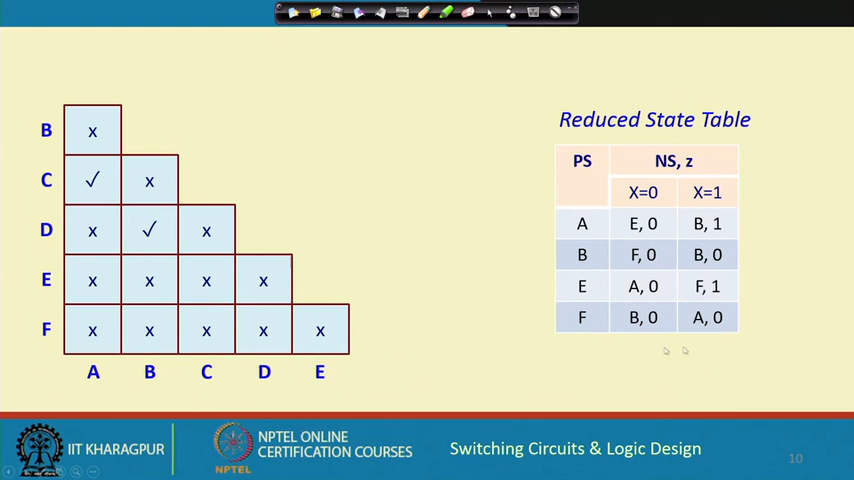 B x
C ✓ x
D x ✓ x
E x x x x
F x x x x x
A B C D E
Reduced State Table
PS NS, z
X=0 X=1
A E, 0 B, 1
B F, 0 B, 0
E A, 0 F, 1
F B, 0 A, 0
IIT KHARAGPUR
NPTEL
NPTEL ONLINE
CERTIFICATION COURSES
Switching Circuits & Logic Design
10